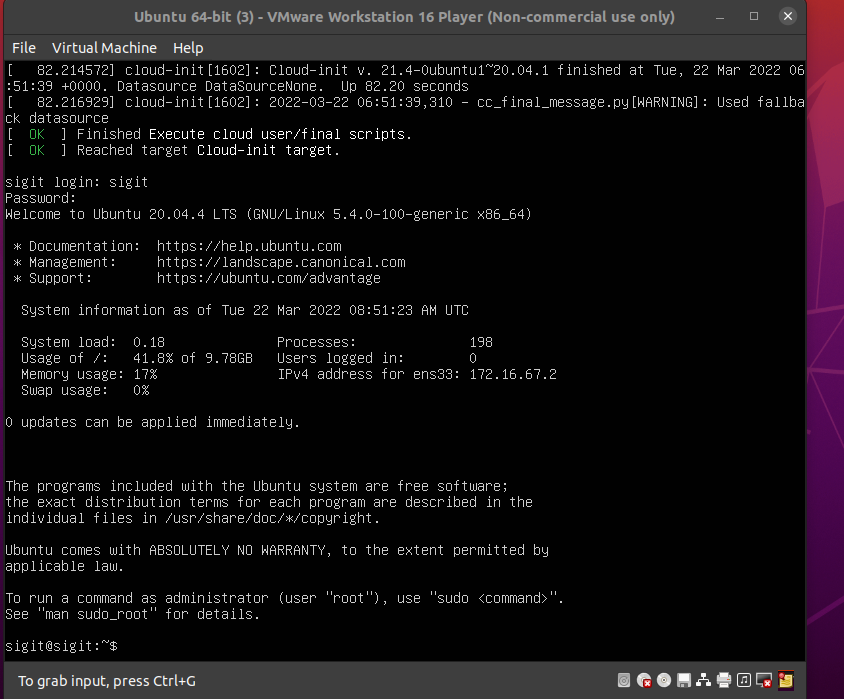 Ubuntu 64-bit (3) - VMware Workstation 16 Player (Non-commercial use only)
File Virtual Machine Help
[   82.214572] cloud-init[1602]: Cloud-init v. 21.4-0ubuntu1~20.04.1 finished at Tue, 22 Mar 2022 06
:51:39 +0000. Datasource DataSourceNone.  Up 82.20 seconds
[   82.216929] cloud-init[1602]: 2022-03-22 06:51:39,310 - cc_final_message.py[WARNING]: Used fallba
ck datasource
[  OK  ] Finished Execute cloud user/final scripts.
[  OK  ] Reached target Cloud-init target.
sigit login: sigit
Password:
Welcome to Ubuntu 20.04.4 LTS (GNU/Linux 5.4.0-100-generic x86_64)
 * Documentation:  https://help.ubuntu.com
 * Management:     https://landscape.canonical.com
 * Support:        https://ubuntu.com/advantage
  System information as of Tue 22 Mar 2022 08:51:23 AM UTC
  System load:  0.18              Processes:              198
  Usage of /:   41.8% of 9.78GB   Users logged in:        0
  Memory usage: 17%               IPv4 address for ens33: 172.16.67.2
  Swap usage:   0%
0 updates can be applied immediately.
The programs included with the Ubuntu system are free software;
the exact distribution terms for each program are described in the
individual files in /usr/share/doc/*/copyright.
Ubuntu comes with ABSOLUTELY NO WARRANTY, to the extent permitted by
applicable law.
To run a command as administrator (user "root"), use "sudo <command>".
See "man sudo_root" for details.
sigit@sigit:~$
To grab input, press Ctrl+G